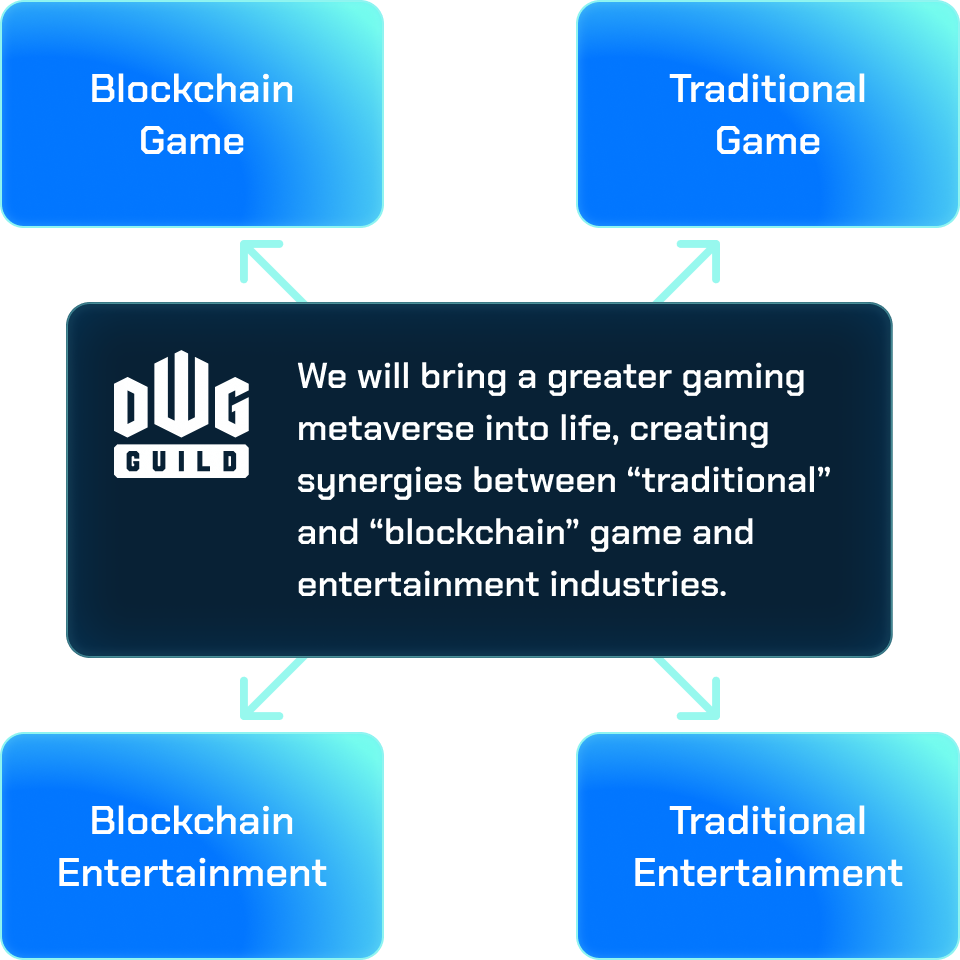 Blockchain
Game
Traditional
Game
OWG
GUILD
We will bring a greater gaming
metaverse into life, creating
synergies between “traditional”
and “blockchain” game and
entertainment industries.
Blockchain
Entertainment
Traditional
Entertainment